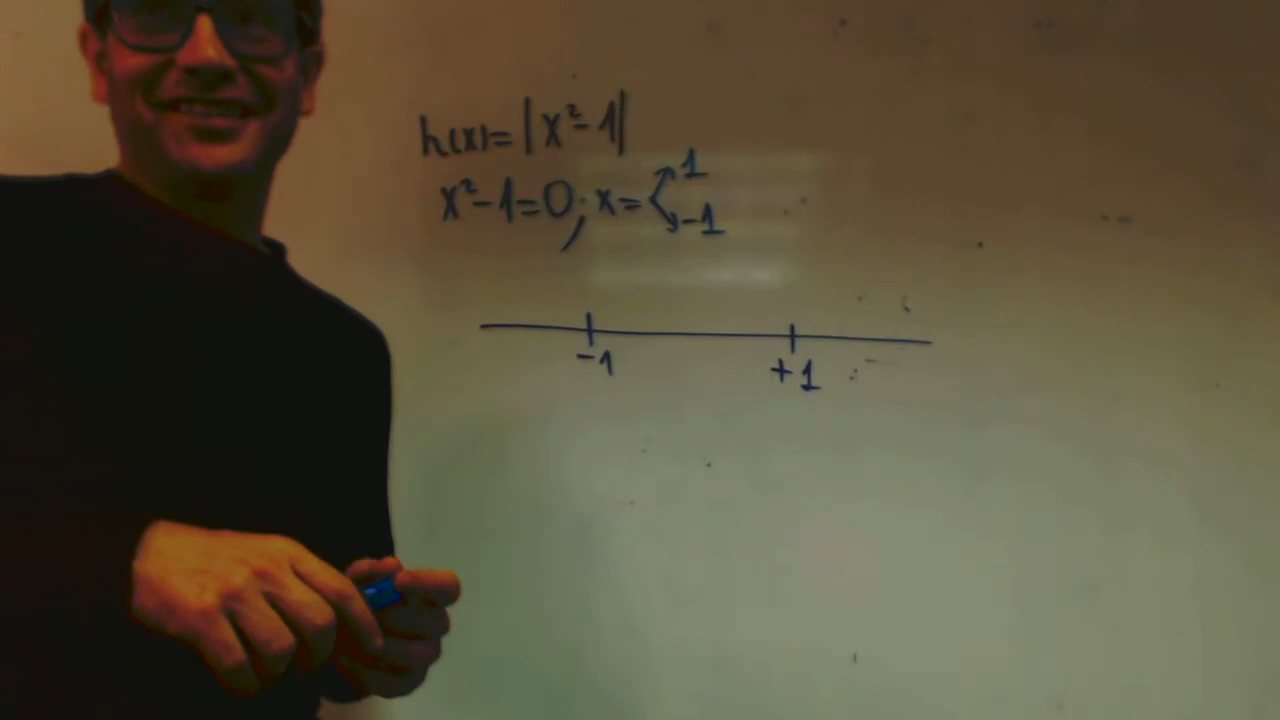 h(x)=|x²-1|
x²-1=0; x=< 1
-1
-1 +1